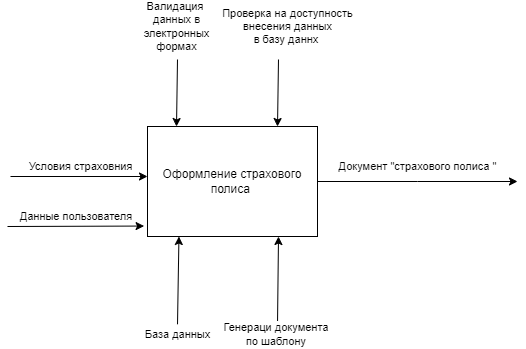 Валидация
данных в
электронных
формах
Проверка на доступность
внесения данных
в базу даннх
Условия страховния
Оформление страхового
полиса
Документ "страхового полиса "
Данные пользователя
База данных
Генераци документа
по шаблону